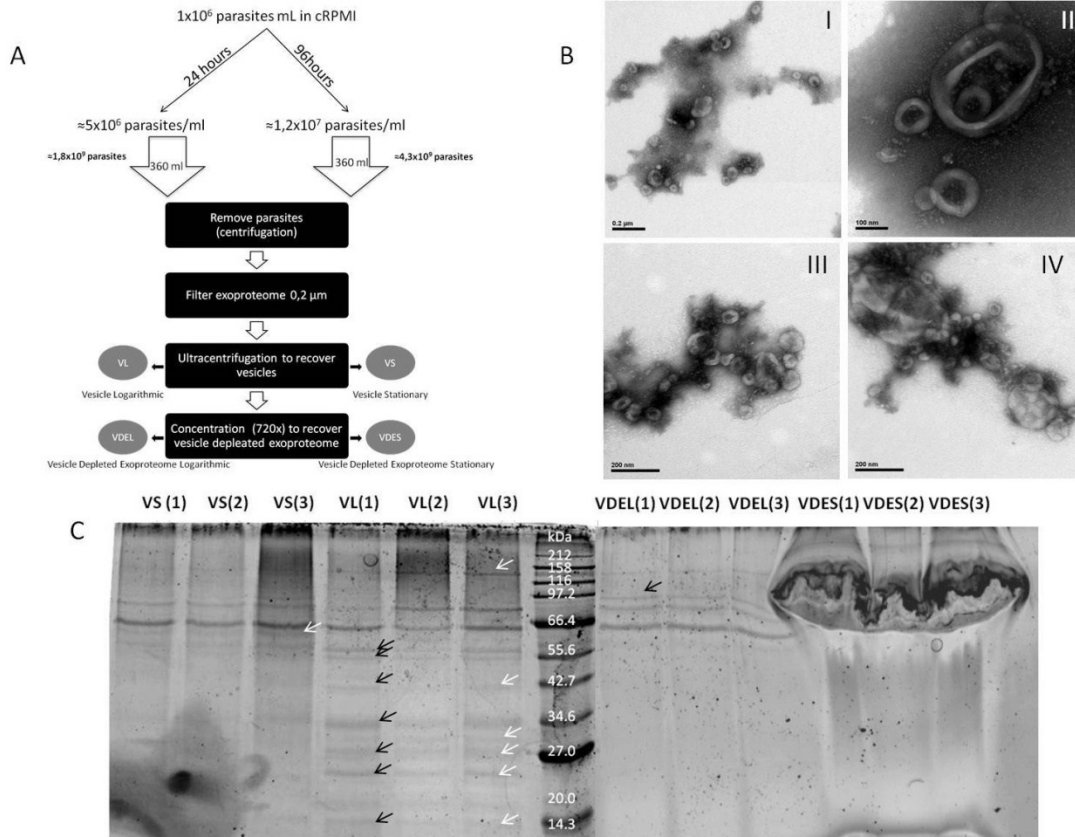 1x10⁶ parasites mL in cRPMI
A
24 hours
96hours
≈5x10⁶ parasites/ml
≈1,2x10⁷ parasites/ml
≈1,8x10⁹ parasites
360 ml
360 ml
≈4,3x10⁹ parasites
Remove parasites
(centrifugation)
Filter exoproteome 0,2 µm
Ultracentrifugation to recover
vesicles
VL
Vesicle Logarithmic
VS
Vesicle Stationary
Concentration (720x) to recover
vesicle depleated exoproteome
VDEL
Vesicle Depleted Exoproteome Logarithmic
VDES
Vesicle Depleted Exoproteome Stationary
B
I
0.2 µm
II
100 nm
III
200 nm
IV
200 nm
C
VS (1) VS(2) VS(3) VL(1) VL(2) VL(3) VDEL(1) VDEL(2) VDEL(3) VDES(1) VDES(2) VDES(3)
kDa
212
158
116
97.2
66.4
55.6
42.7
34.6
27.0
20.0
14.3